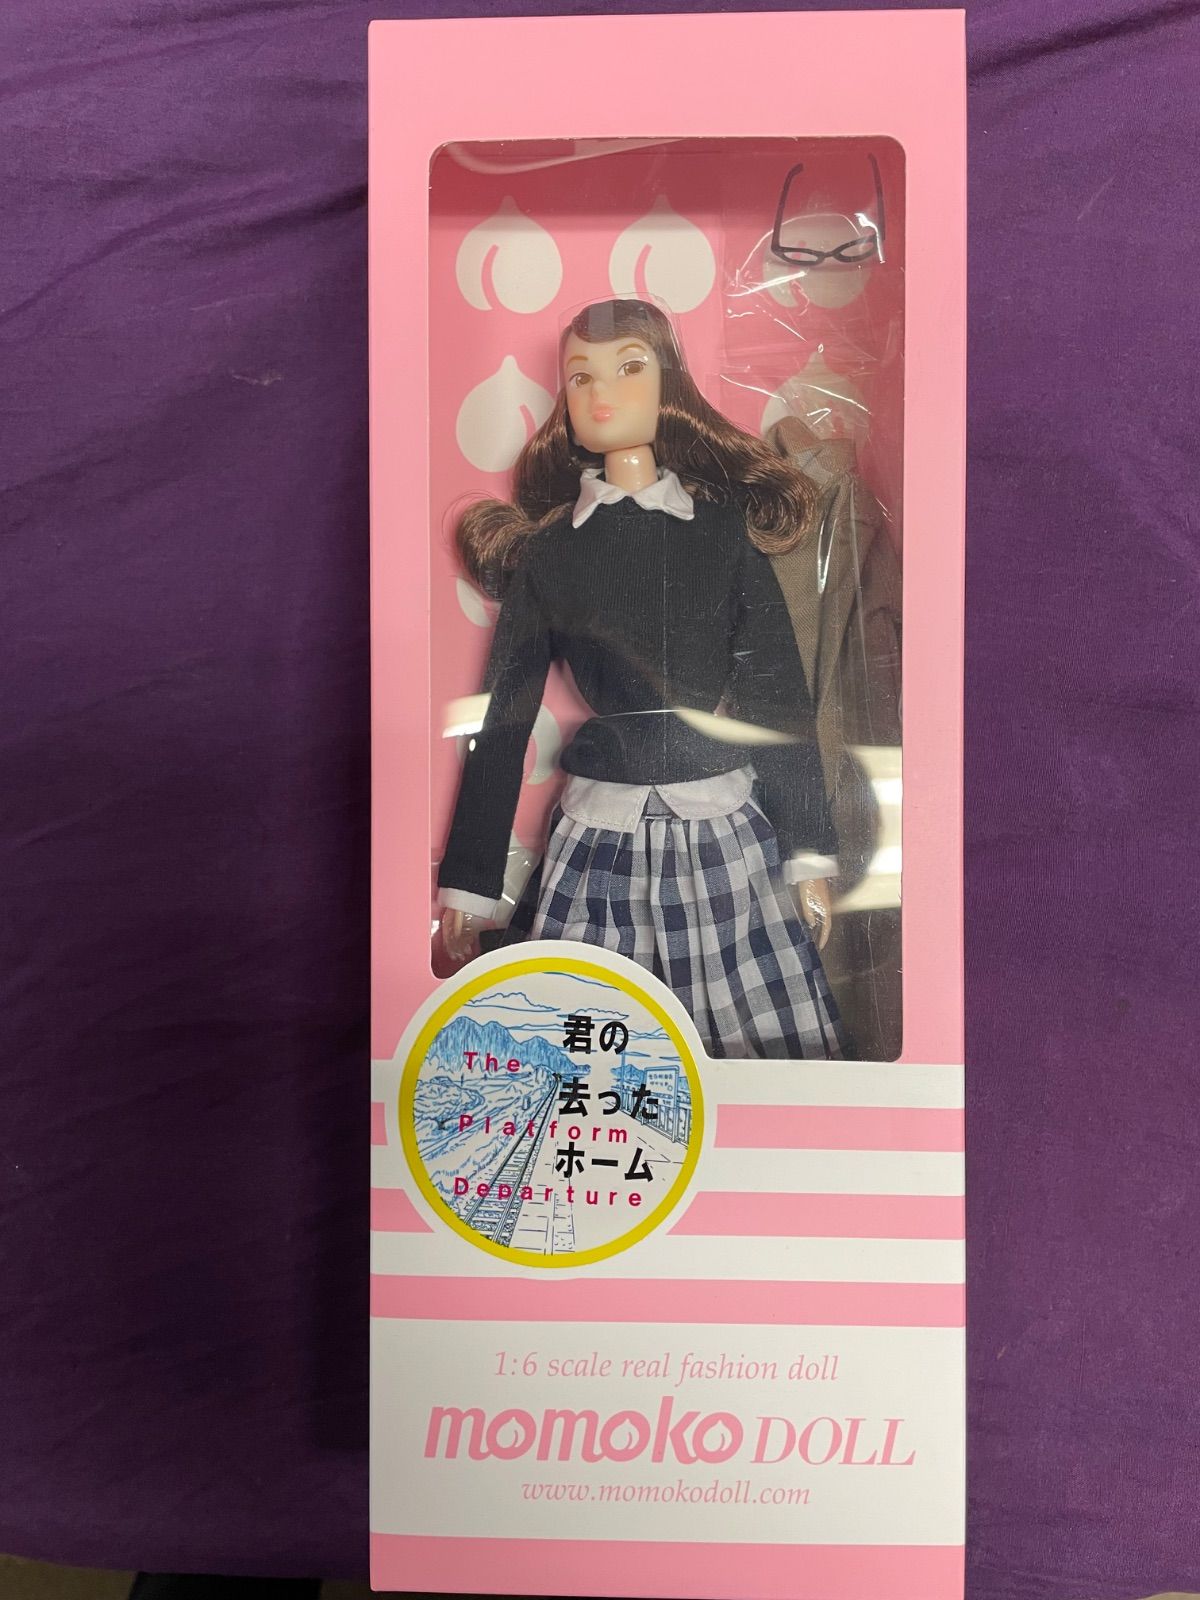 君の
The
去った
Platform
ホーム
Departure
1:6 scale real fashion doll
momoko DOLL
www.momokodoll.com